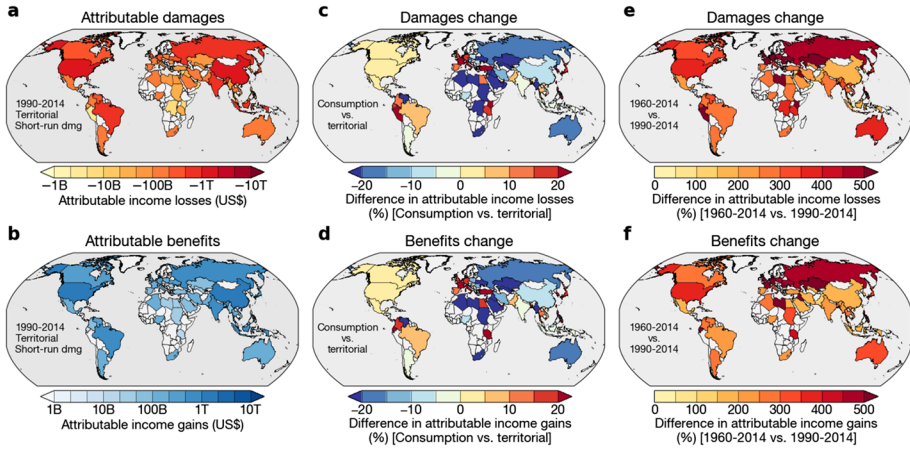 a
Attributable damages
1990-2014
Territorial
Short-run dmg
−1B −10B −100B −1T −10T
Attributable income losses (US$)
c
Damages change
Consumption
vs.
territorial
−20 −10 0 10 20
Difference in attributable income losses
(%) [Consumption vs. territorial]
e
Damages change
1960-2014
vs.
1990-2014
0 100 200 300 400 500
Difference in attributable income losses
(%) [1960-2014 vs. 1990-2014]
b
Attributable benefits
1990-2014
Territorial
Short-run dmg
1B 10B 100B 1T 10T
Attributable income gains (US$)
d
Benefits change
Consumption
vs.
territorial
−20 −10 0 10 20
Difference in attributable income gains
(%) [Consumption vs. territorial]
f
Benefits change
1960-2014
vs.
1990-2014
0 100 200 300 400 500
Difference in attributable income gains
(%) [1960-2014 vs. 1990-2014]